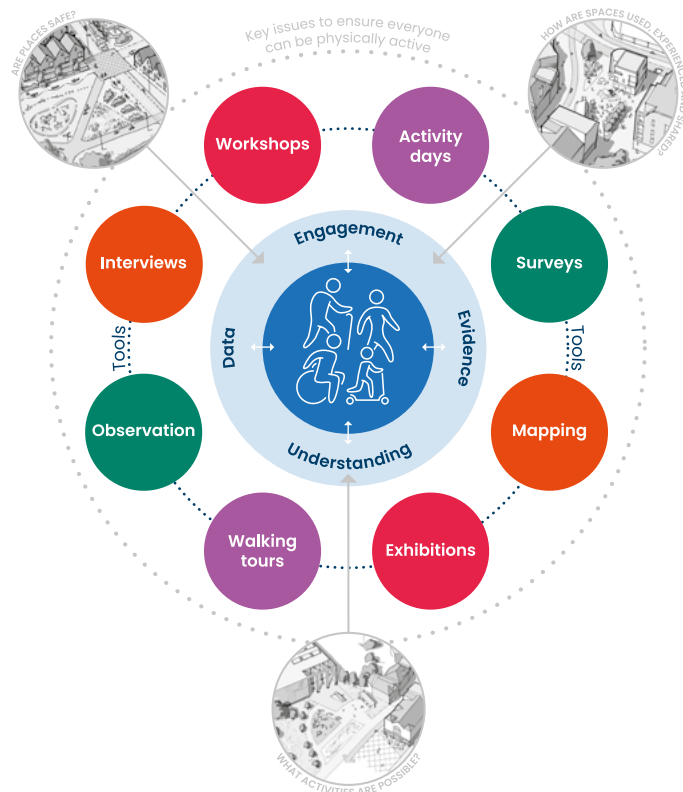 ARE PLACES SAFE?
Key issues to ensure everyone
can be physically active
HOW ARE SPACES USED, EXPERIENCED AND SHARED?
Workshops
Activity
days
Interviews
Engagement
Surveys
Tools
Data
Evidence
Tools
Observation
Understanding
Mapping
Walking
tours
Exhibitions
WHAT ACTIVITIES ARE POSSIBLE?